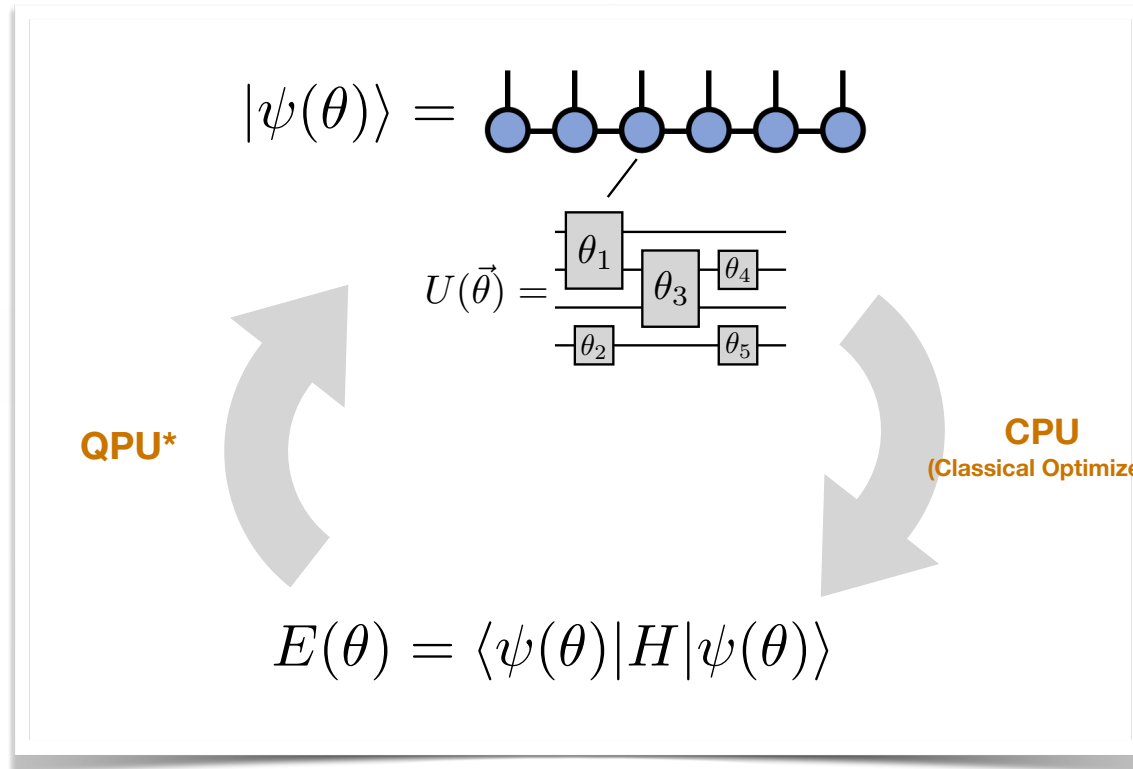 |ψ(θ)⟩ =
θ₁
θ₃
θ₄
U(θ⃗) =
θ₂
θ₅
QPU*
CPU
(Classical Optimize
E(θ) = ⟨ψ(θ)|H|ψ(θ)⟩